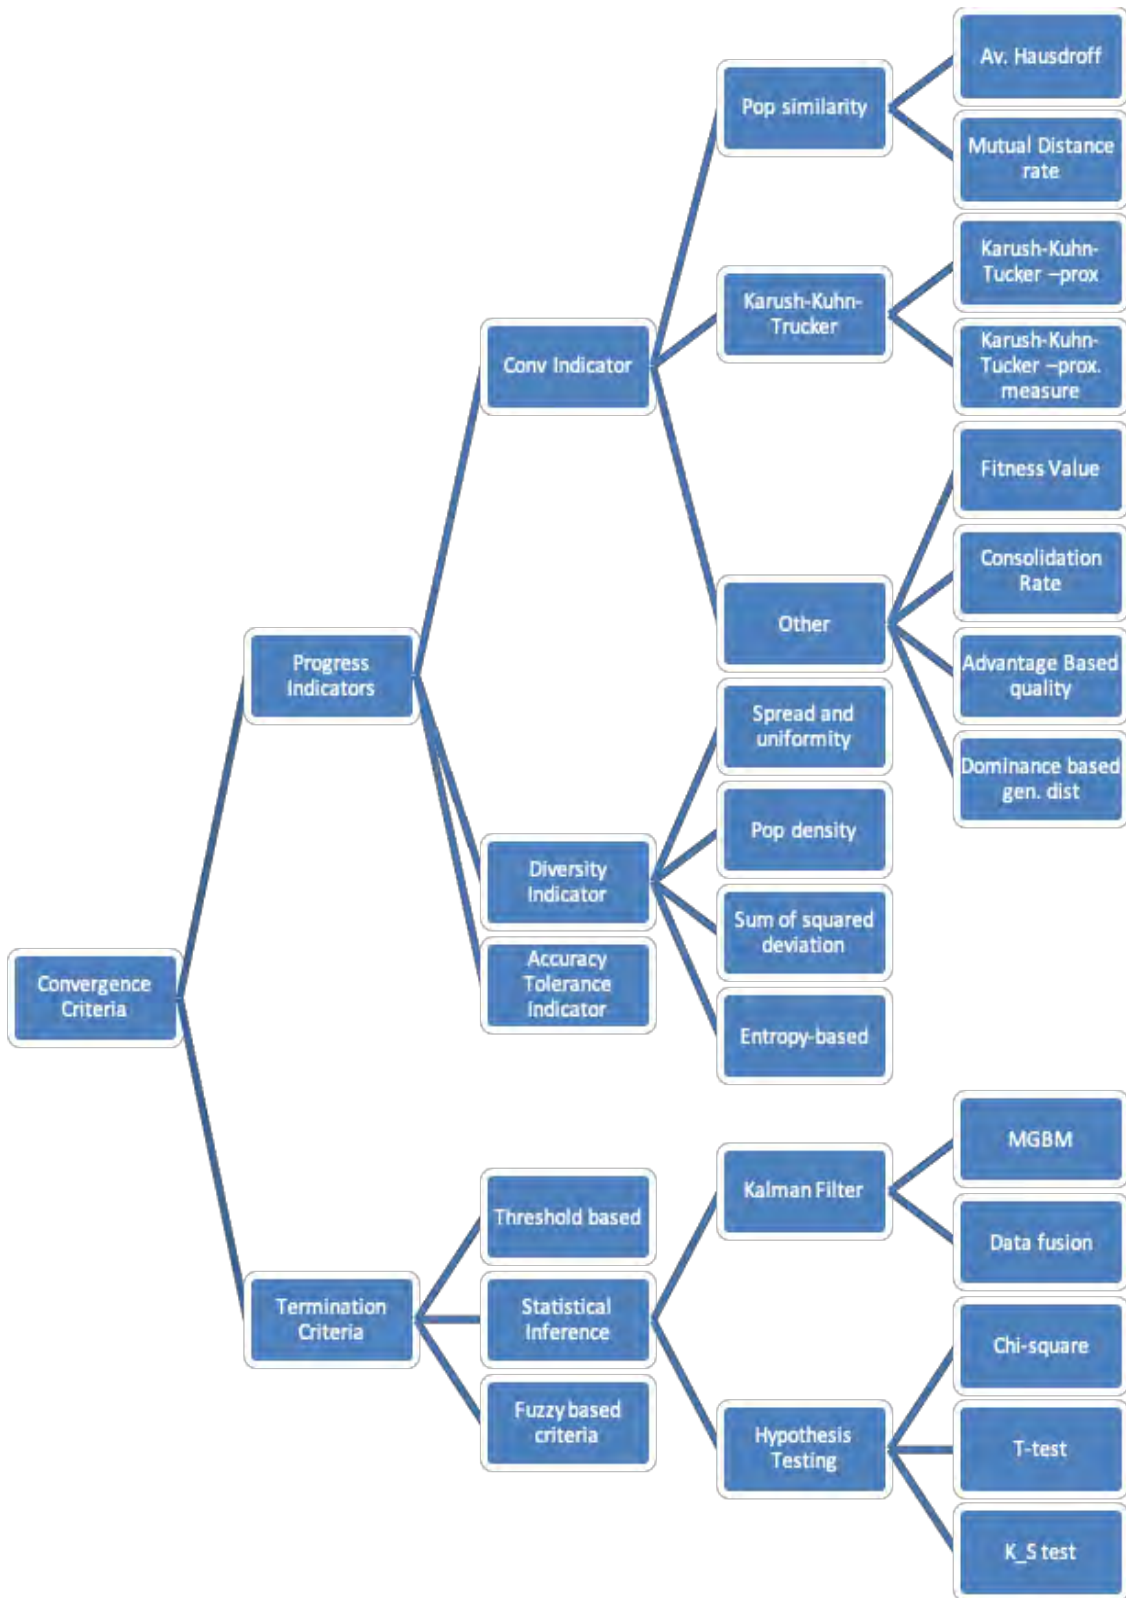 Av. Hausdroff
Pop similarity
Mutual Distance
rate
Karush-Kuhn-
Tucker –prox
Karush-Kuhn-
Trucker
Karush-Kuhn-
Tucker –prox.
measure
Conv Indicator
Fitness Value
Consolidation
Rate
Other
Advantage Based
quality
Dominance based
gen. dist
Progress
Indicators
Spread and
uniformity
Pop density
Diversity
Indicator
Sum of squared
deviation
Accuracy
Tolerance
Indicator
Entropy-based
Convergence
Criteria
MGBM
Kalman Filter
Data fusion
Threshold based
Termination
Criteria
Statistical
Inference
Chi-square
Fuzzy based
criteria
Hypothesis
Testing
T-test
K_S test